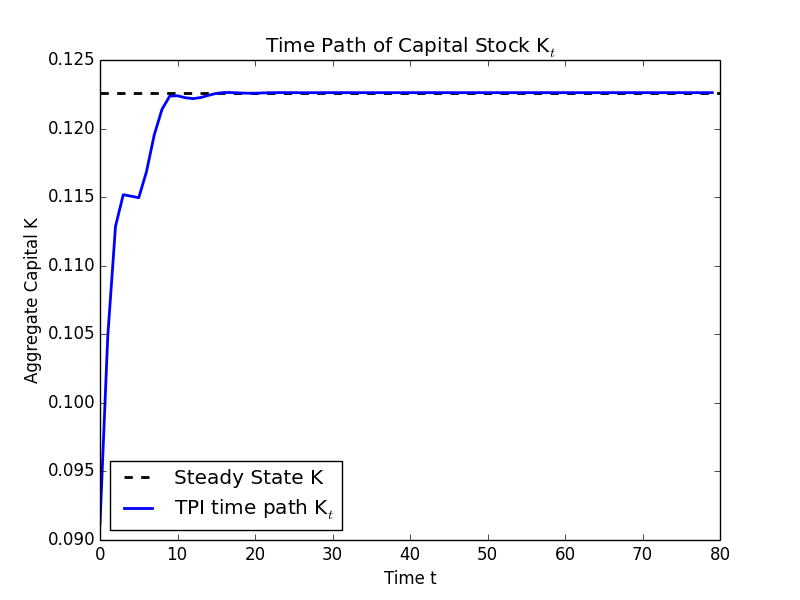 Time Path of Capital Stock Kₜ
0.125
0.120
0.115
0.110
0.105
0.100
0.095
0.090
Aggregate Capital K
Steady State K
TPI time path Kₜ
0 10 20 30 40 50 60 70 80
Time t